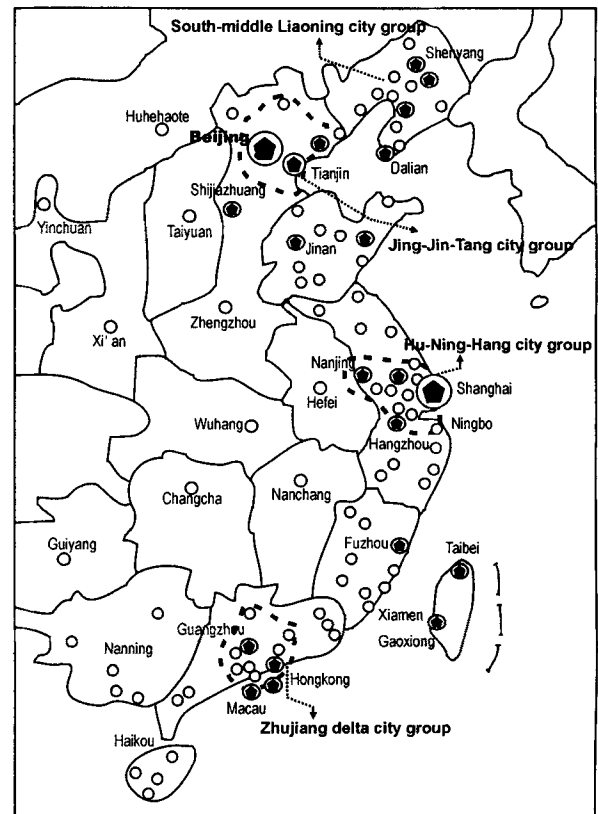 South-middle Liaoning city group
Shenyang
Huhehaote
Beijing
Tianjin
Dalian
Shijiazhuang
Yinchuan
Taiyuan
Jinan
Jing-Jin-Tang city group
Zhengzhou
Xi' an
Hu-Ning-Hang city group
Nanjing
Shanghai
Hefei
Wuhang
Ningbo
Hangzhou
Changcha
Nanchang
Guiyang
Fuzhou
Taibei
Xiamen
Guangzhou
Gaoxiong
Nanning
Hongkong
Macau
Zhujiang delta city group
Haikou